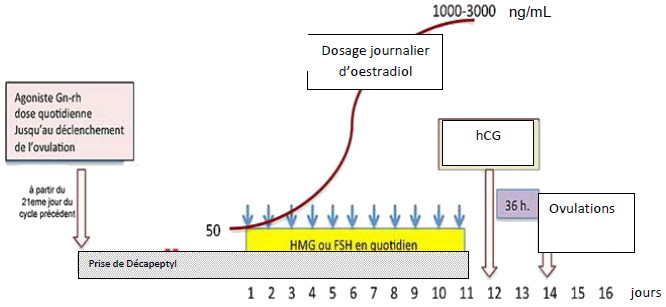 1000-3000 ng/mL
Dosage journalier
d’oestradiol
Agoniste Gn-rh
dose quotidienne
Jusqu'au déclenchement
de l'ovulation
hCG
à partir du
21eme jour du
cycle précédent
36 h.
Ovulations
50
HMG ou FSH en quotidien
Prise de Décapeptyl
1 2 3 4 5 6 7 8 9 10 11 12 13 14 15 16 jours